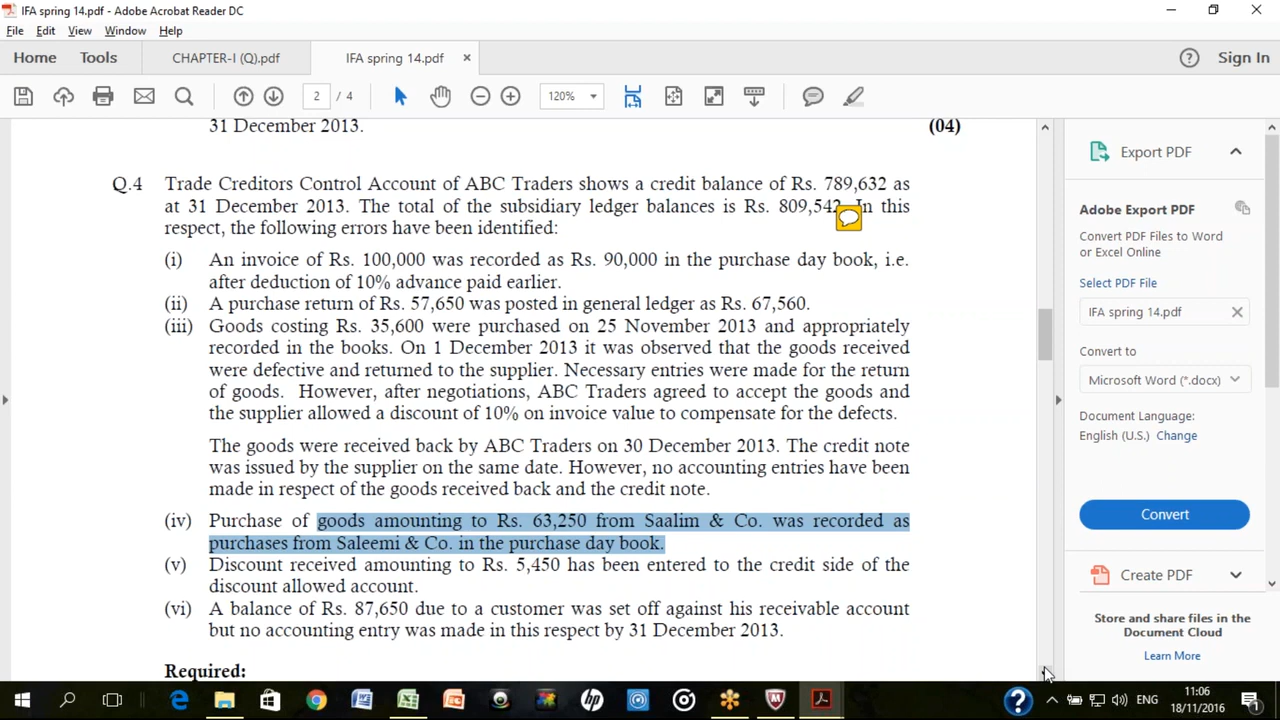 IFA spring 14.pdf - Adobe Acrobat Reader DC
File Edit View Window Help
Home Tools CHAPTER-I (Q).pdf IFA spring 14.pdf × Sign In
2 / 4 120%
31 December 2013. (04)
Q.4 Trade Creditors Control Account of ABC Traders shows a credit balance of Rs. 789,632 as
at 31 December 2013. The total of the subsidiary ledger balances is Rs. 809,542. In this
respect, the following errors have been identified:
(i) An invoice of Rs. 100,000 was recorded as Rs. 90,000 in the purchase day book, i.e.
after deduction of 10% advance paid earlier.
(ii) A purchase return of Rs. 57,650 was posted in general ledger as Rs. 67,560.
(iii) Goods costing Rs. 35,600 were purchased on 25 November 2013 and appropriately
recorded in the books. On 1 December 2013 it was observed that the goods received
were defective and returned to the supplier. Necessary entries were made for the return
of goods. However, after negotiations, ABC Traders agreed to accept the goods and
the supplier allowed a discount of 10% on invoice value to compensate for the defects.
The goods were received back by ABC Traders on 30 December 2013. The credit note
was issued by the supplier on the same date. However, no accounting entries have been
made in respect of the goods received back and the credit note.
(iv) Purchase of goods amounting to Rs. 63,250 from Saalim & Co. was recorded as
purchases from Saleemi & Co. in the purchase day book.
(v) Discount received amounting to Rs. 5,450 has been entered to the credit side of the
discount allowed account.
(vi) A balance of Rs. 87,650 due to a customer was set off against his receivable account
but no accounting entry was made in this respect by 31 December 2013.
Required:
Export PDF
Adobe Export PDF
Convert PDF Files to Word
or Excel Online
Select PDF File
IFA spring 14.pdf
Convert to
Microsoft Word (*.docx)
Document Language:
English (U.S.) Change
Convert
Create PDF
Store and share files in the
Document Cloud
Learn More
ENG
11:06
18/11/2016